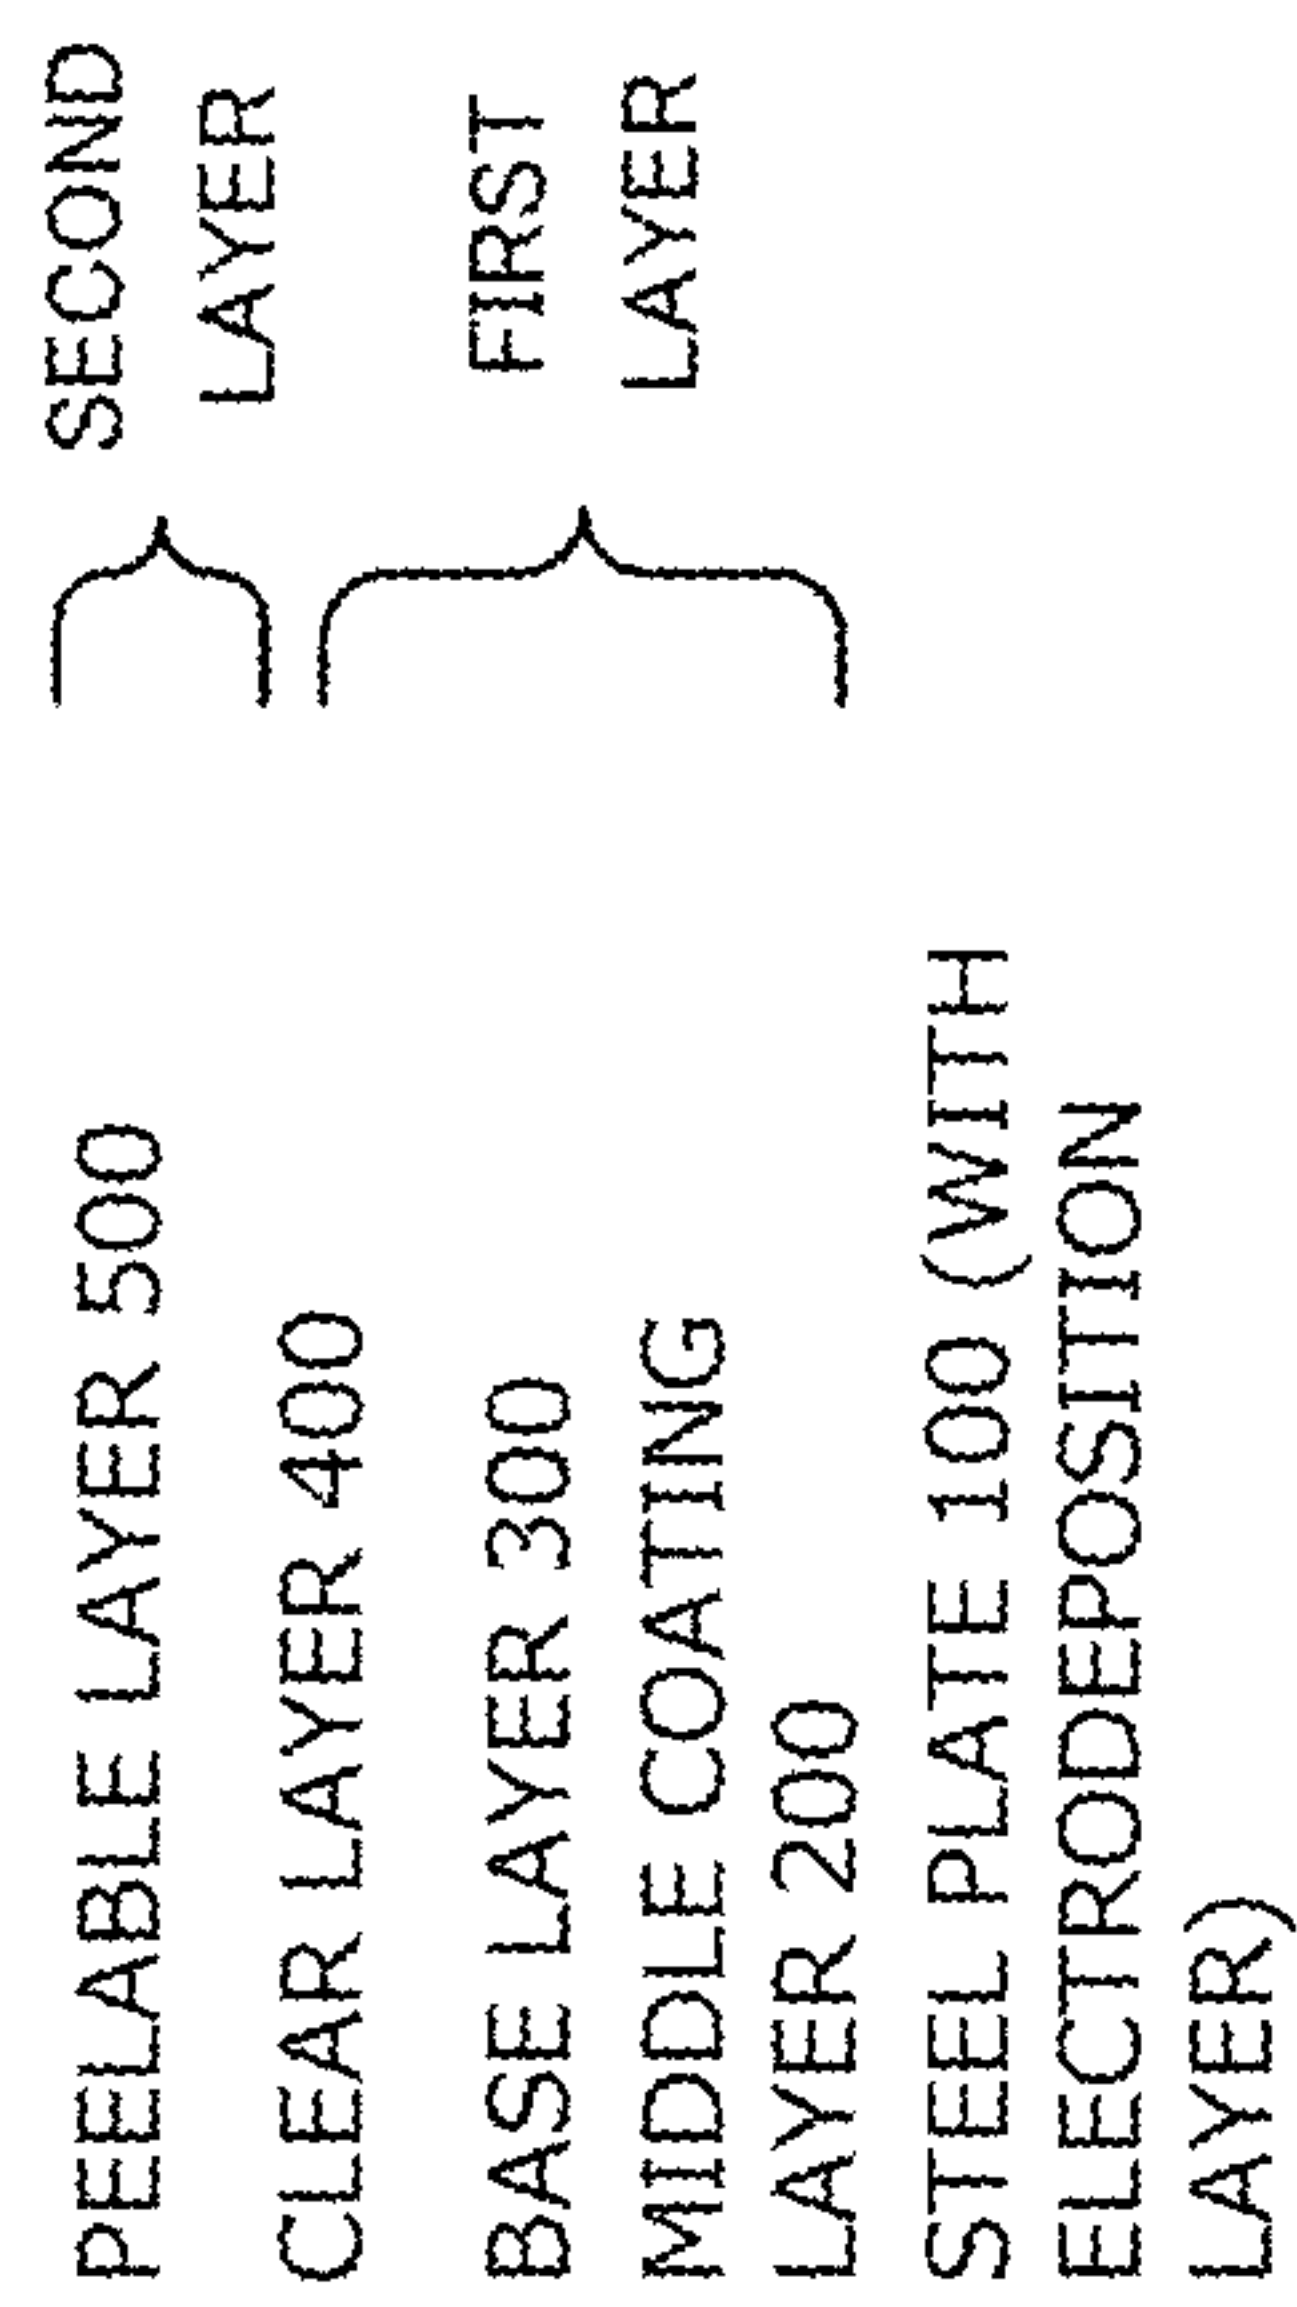 PEELABLE LAYER 500
CLEAR LAYER 400
BASE LAYER 300
MIDDLE COATING
LAYER 200
STEEL PLATE 100 (WITH
ELECTRODEPOSITION
LAYER)
SECOND
LAYER
FIRST
LAYER